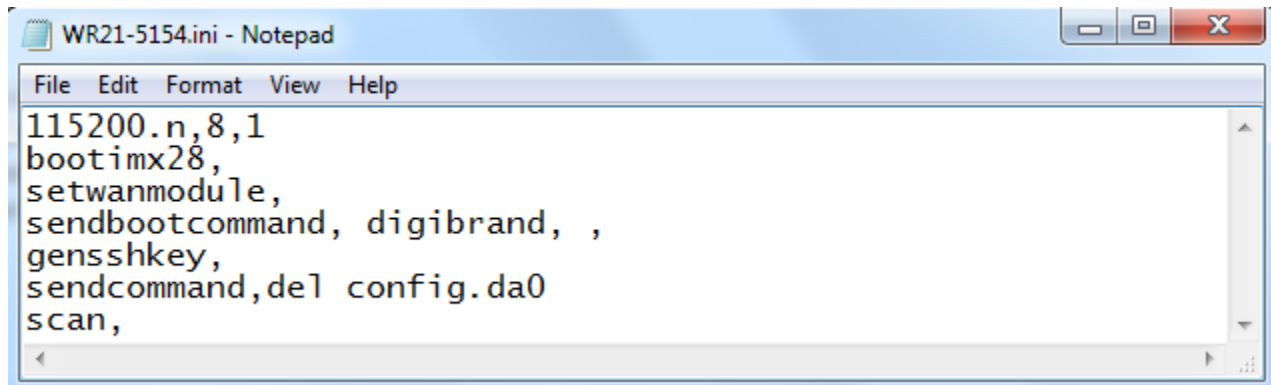 WR21-5154.ini - Notepad
File Edit Format View Help
115200.n,8,1
bootimx28,
setwanmodule,
sendbootcommand, digibrand, ,
gensshkey,
sendcommand,del config.da0
scan,